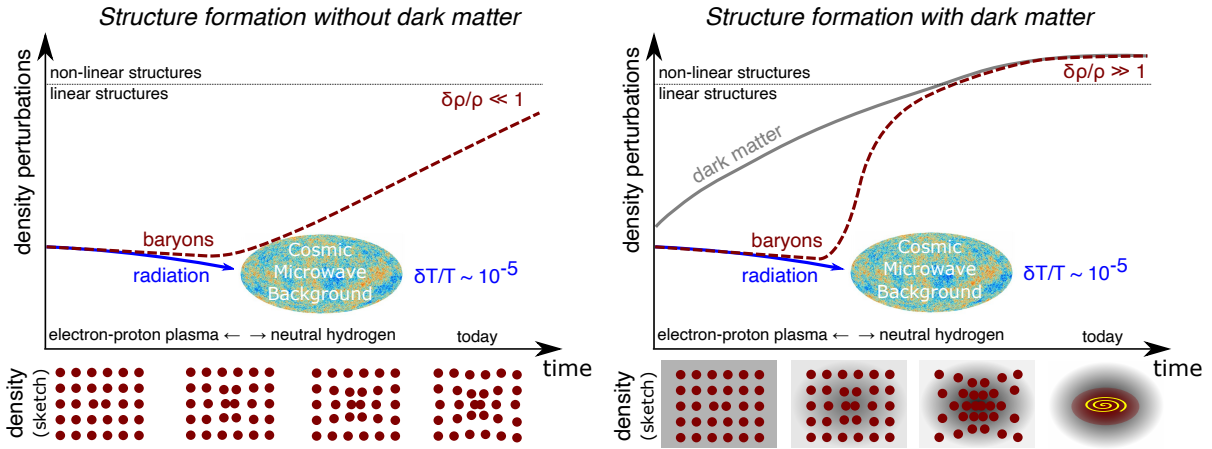 Structure formation without dark matter
density perturbations
non-linear structures
linear structures
δρ/ρ ≪ 1
baryons
radiation
Cosmic
Microwave
Background
δT/T ~ 10⁻⁵
electron-proton plasma ← → neutral hydrogen
today
time
density
(sketch)
Structure formation with dark matter
density perturbations
non-linear structures
linear structures
δρ/ρ ≫ 1
dark matter
baryons
radiation
Cosmic
Microwave
Background
δT/T ~ 10⁻⁵
electron-proton plasma ← → neutral hydrogen
today
time
density
(sketch)